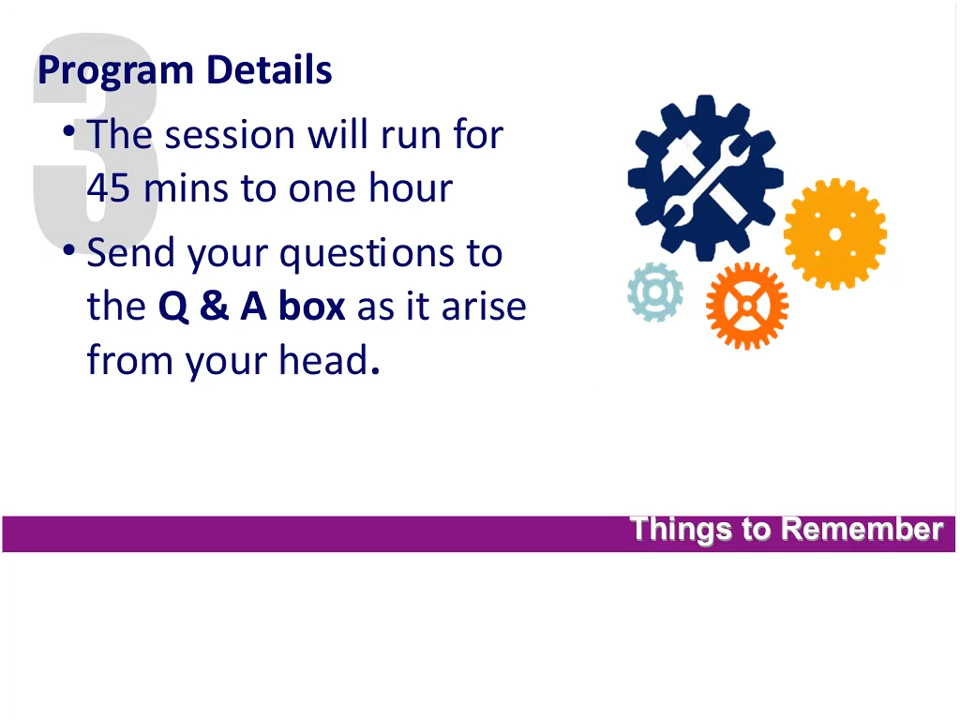 3
Program Details
• The session will run for
45 mins to one hour
• Send your questions to
the Q & A box as it arise
from your head.
Things to Remember